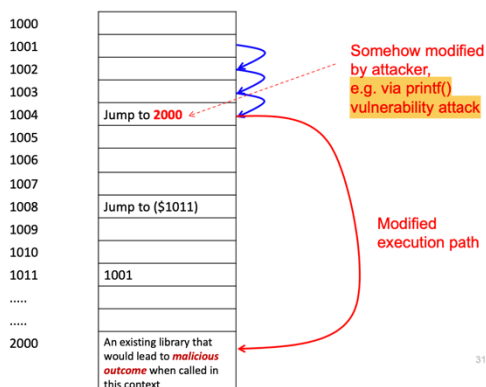 1000
1001
1002
1003
1004
1005
1006
1007
1008
1009
1010
1011
.....
.....
2000
Jump to 2000
Jump to ($1011)
1001
An existing library that
would lead to malicious
outcome when called in
this context
Somehow modified
by attacker,
e.g. via printf()
vulnerability attack
Modified
execution path
31